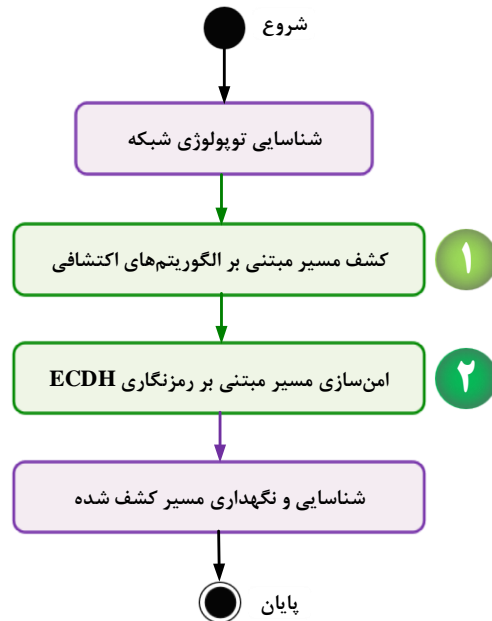 شروع
شناسایی توپولوژی شبکه
کشف مسیر مبتنی بر الگوریتم‌های اکتشافی
۱
امن‌سازی مسیر مبتنی بر رمزنگاری ECDH
۲
شناسایی و نگهداری مسیر کشف شده
پایان